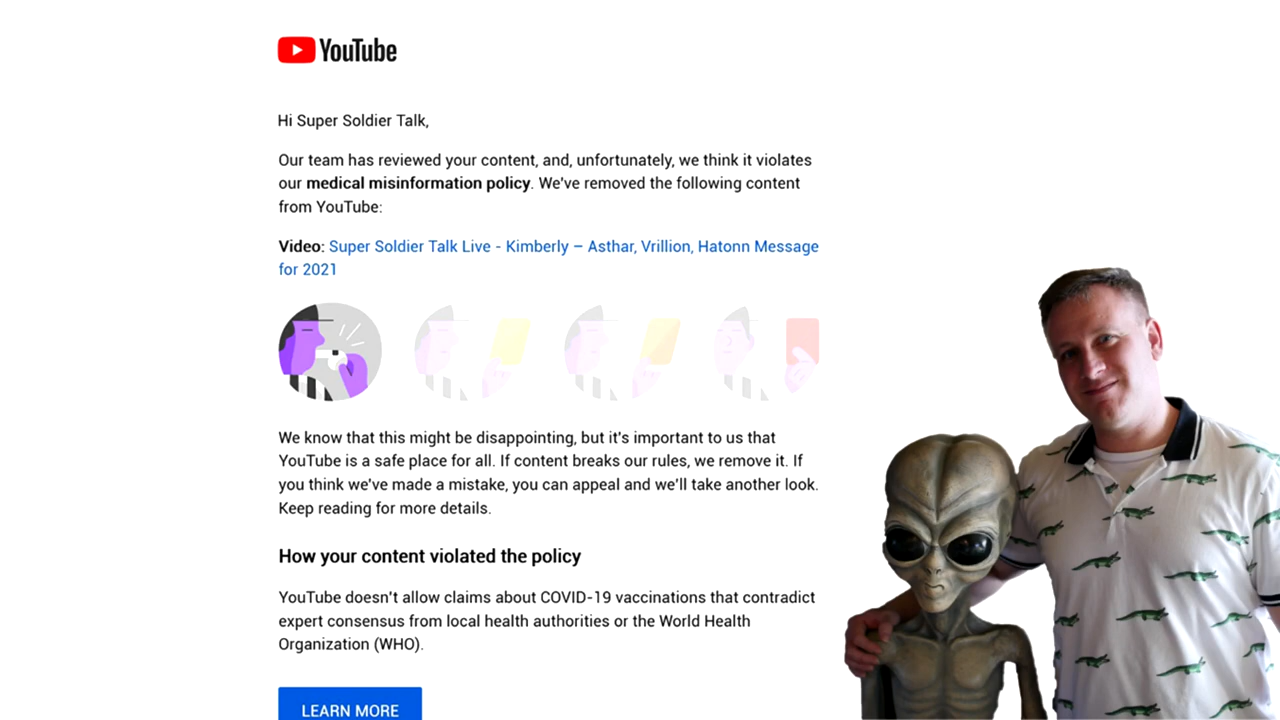 YouTube
Hi Super Soldier Talk,
Our team has reviewed your content, and, unfortunately, we think it violates
our medical misinformation policy. We've removed the following content
from YouTube:
Video: Super Soldier Talk Live - Kimberly – Asthar, Vrillion, Hatonn Message
for 2021
We know that this might be disappointing, but it's important to us that
YouTube is a safe place for all. If content breaks our rules, we remove it. If
you think we've made a mistake, you can appeal and we'll take another look.
Keep reading for more details.
How your content violated the policy
YouTube doesn't allow claims about COVID-19 vaccinations that contradict
expert consensus from local health authorities or the World Health
Organization (WHO).
LEARN MORE